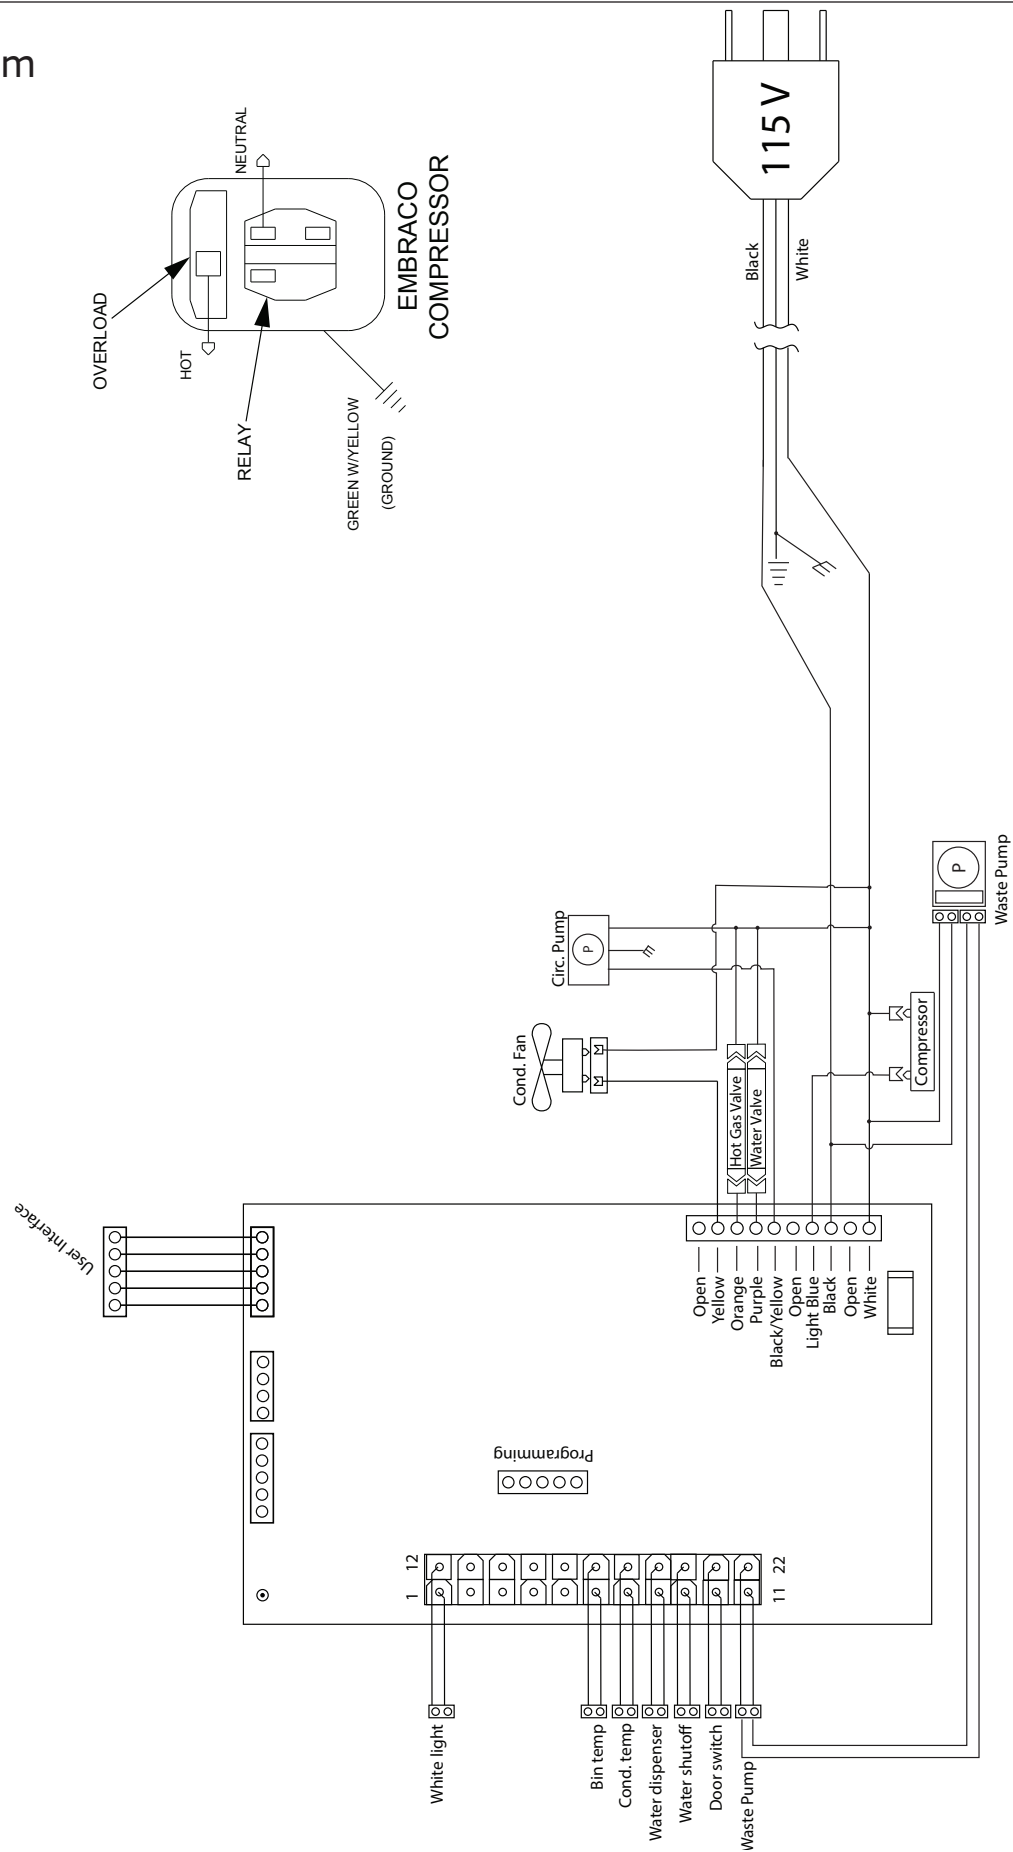 m
OVERLOAD
HOT
NEUTRAL
RELAY
GREEN W/YELLOW
(GROUND)
EMBRACO
COMPRESSOR
115 V
Black
White
Circ. Pump
P
Cond. Fan
Hot Gas Valve
Water Valve
Compressor
P
Waste Pump
User Interface
Open
Yellow
Orange
Purple
Black/Yellow
Open
Light Blue
Black
Open
White
Programming
1
12
11
22
White light
Bin temp
Cond. temp
Water dispenser
Water shutoff
Door switch
Waste Pump